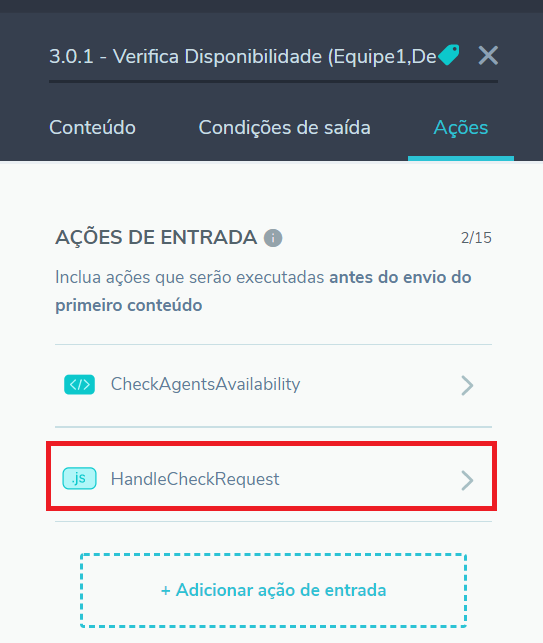 3.0.1 - Verifica Disponibilidade (Equipe1,De
Conteúdo
Condições de saída
Ações
AÇÕES DE ENTRADA i
2/15
Inclua ações que serão executadas antes do envio do
primeiro conteúdo
</> CheckAgentsAvailability
.js HandleCheckRequest
+ Adicionar ação de entrada